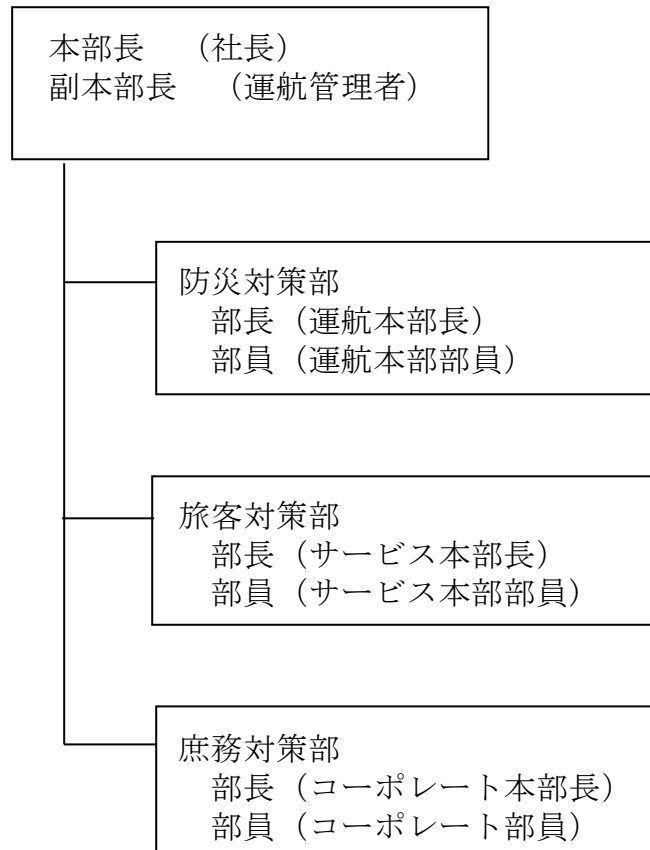 本部長　（社長）
副本部長　（運航管理者）
防災対策部
部長（運航本部長）
部員（運航本部部員）
旅客対策部
部長（サービス本部長）
部員（サービス本部部員）
庶務対策部
部長（コーポレート本部長）
部員（コーポレート部員）